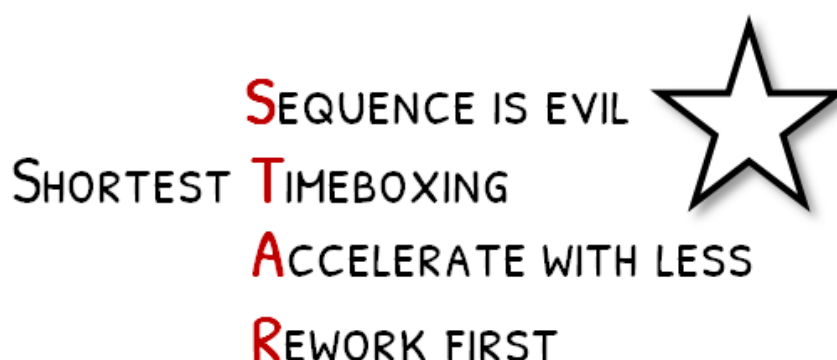 SEQUENCE IS EVIL
SHORTEST TIMEBOXING
ACCELERATE WITH LESS
REWORK FIRST